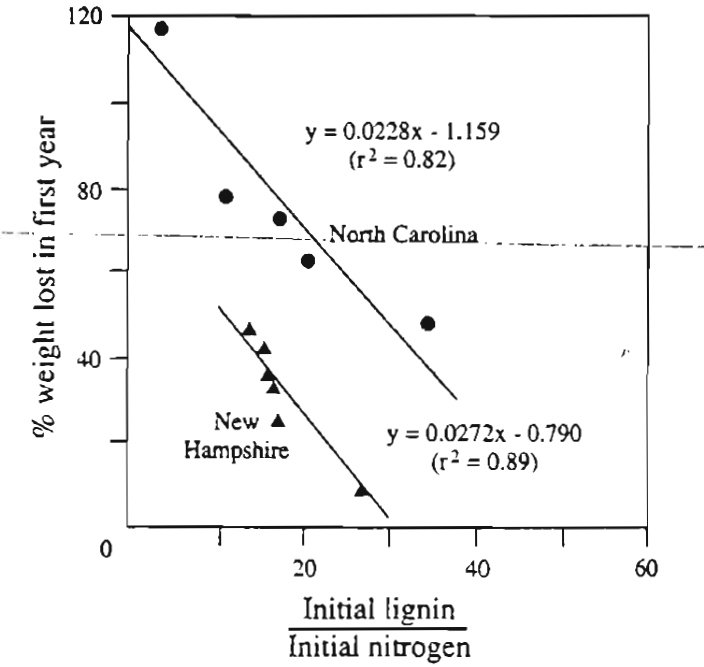 120
80
40
0
20
40
60
% weight lost in first year
y = 0.0228x - 1.159
(r² = 0.82)
North Carolina
New
Hampshire
y = 0.0272x - 0.790
(r² = 0.89)
Initial lignin
Initial nitrogen